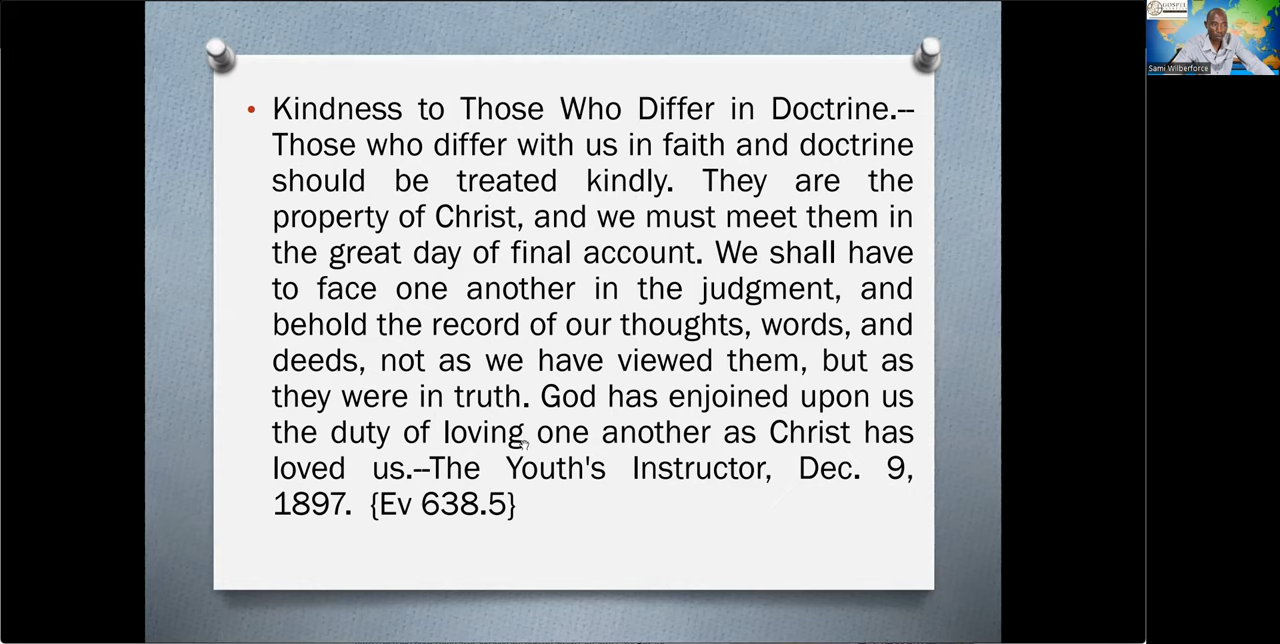 • Kindness to Those Who Differ in Doctrine.--
Those who differ with us in faith and doctrine
should be treated kindly. They are the
property of Christ, and we must meet them in
the great day of final account. We shall have
to face one another in the judgment, and
behold the record of our thoughts, words, and
deeds, not as we have viewed them, but as
they were in truth. God has enjoined upon us
the duty of loving one another as Christ has
loved us.--The Youth's Instructor, Dec. 9,
1897. {Ev 638.5}
GOSPEL
Sami Wilberforce